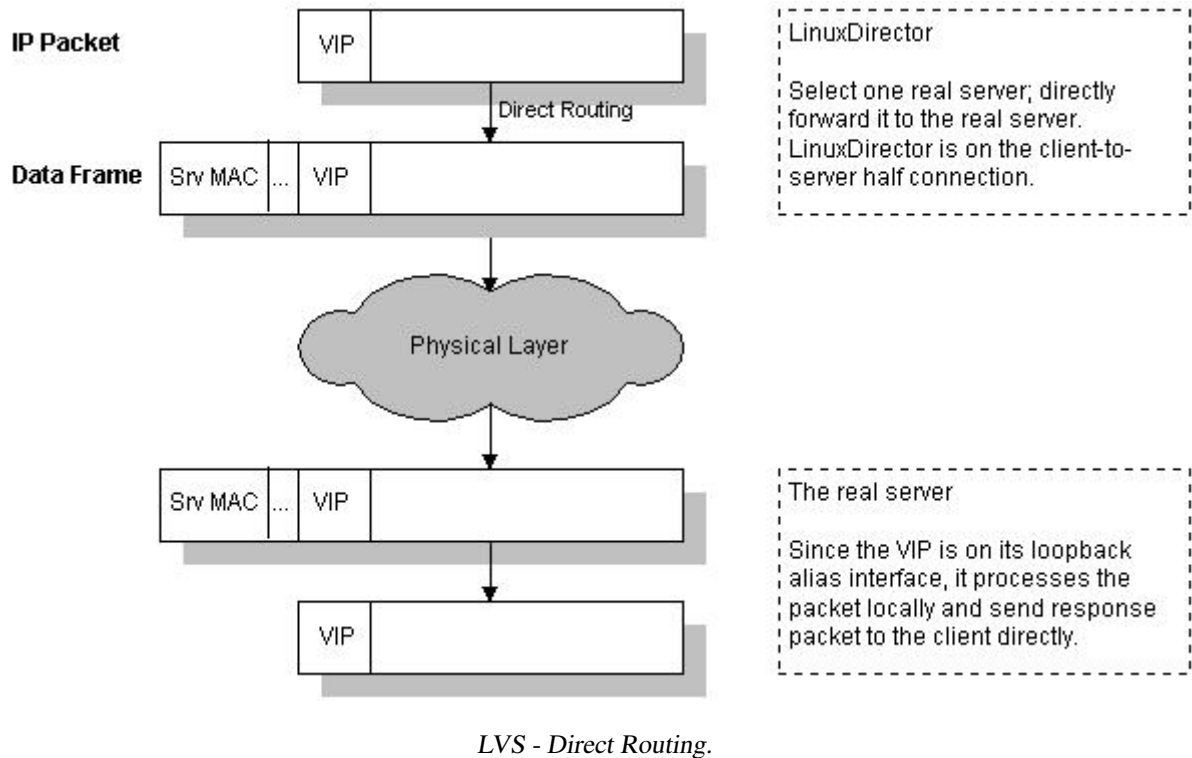 IP Packet
VIP
LinuxDirector
Select one real server; directly
forward it to the real server.
LinuxDirector is on the client-to-
server half connection.
Direct Routing
Data Frame
Srv MAC
...
VIP
Physical Layer
Srv MAC
...
VIP
The real server
Since the VIP is on its loopback
alias interface, it processes the
packet locally and send response
packet to the client directly.
VIP
LVS - Direct Routing.